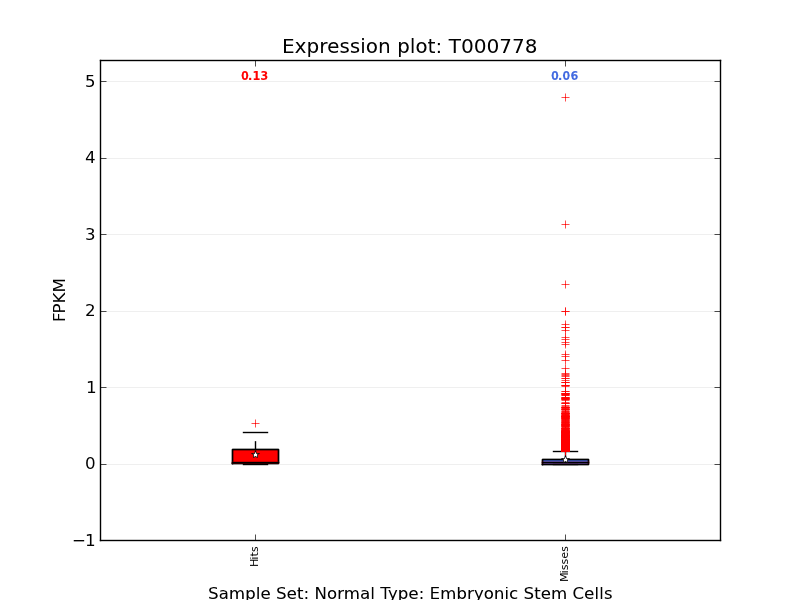 Expression plot: T000778
0.13
0.06
5
4
3
2
1
0
−1
FPKM
Hits
Misses
Sample Set: Normal Type: Embryonic Stem Cells